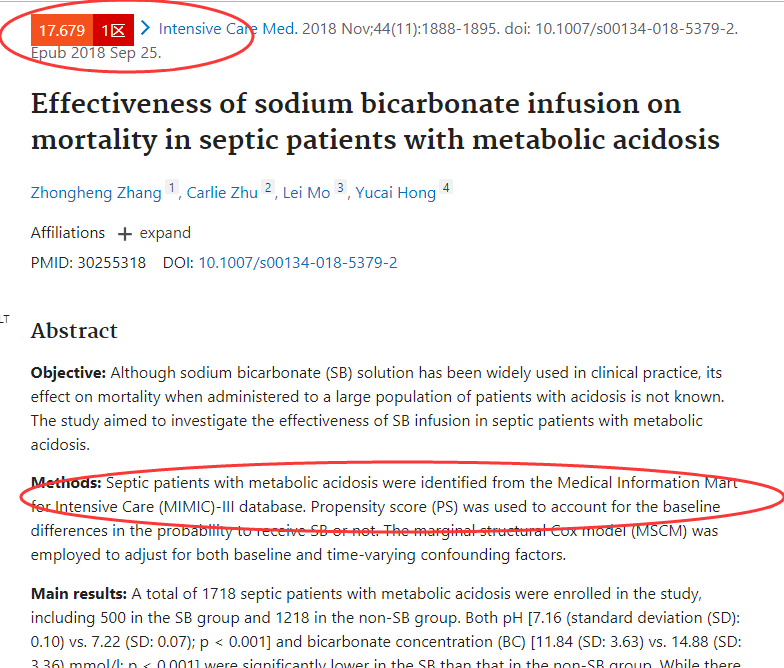 17.679 1区 > Intensive Care Med. 2018 Nov;44(11):1888-1895. doi: 10.1007/s00134-018-5379-2.
Epub 2018 Sep 25.
Effectiveness of sodium bicarbonate infusion on
mortality in septic patients with metabolic acidosis
Zhongheng Zhang 1, Carlie Zhu 2, Lei Mo 3, Yucai Hong 4
Affiliations + expand
PMID: 30255318 DOI: 10.1007/s00134-018-5379-2
LT
Abstract
Objective: Although sodium bicarbonate (SB) solution has been widely used in clinical practice, its
effect on mortality when administered to a large population of patients with acidosis is not known.
The study aimed to investigate the effectiveness of SB infusion in septic patients with metabolic
acidosis.
Methods: Septic patients with metabolic acidosis were identified from the Medical Information Mart
for Intensive Care (MIMIC)-III database. Propensity score (PS) was used to account for the baseline
differences in the probability to receive SB or not. The marginal structural Cox model (MSCM) was
employed to adjust for both baseline and time-varying confounding factors.
Main results: A total of 1718 septic patients with metabolic acidosis were enrolled in the study,
including 500 in the SB group and 1218 in the non-SB group. Both pH [7.16 (standard deviation (SD):
0.10) vs. 7.22 (SD: 0.07); p < 0.001] and bicarbonate concentration (BC) [11.84 (SD: 3.63) vs. 14.88 (SD:
3.36) mmol/l; p < 0.001] were significantly lower in the SB than that in the non-SB group. While there